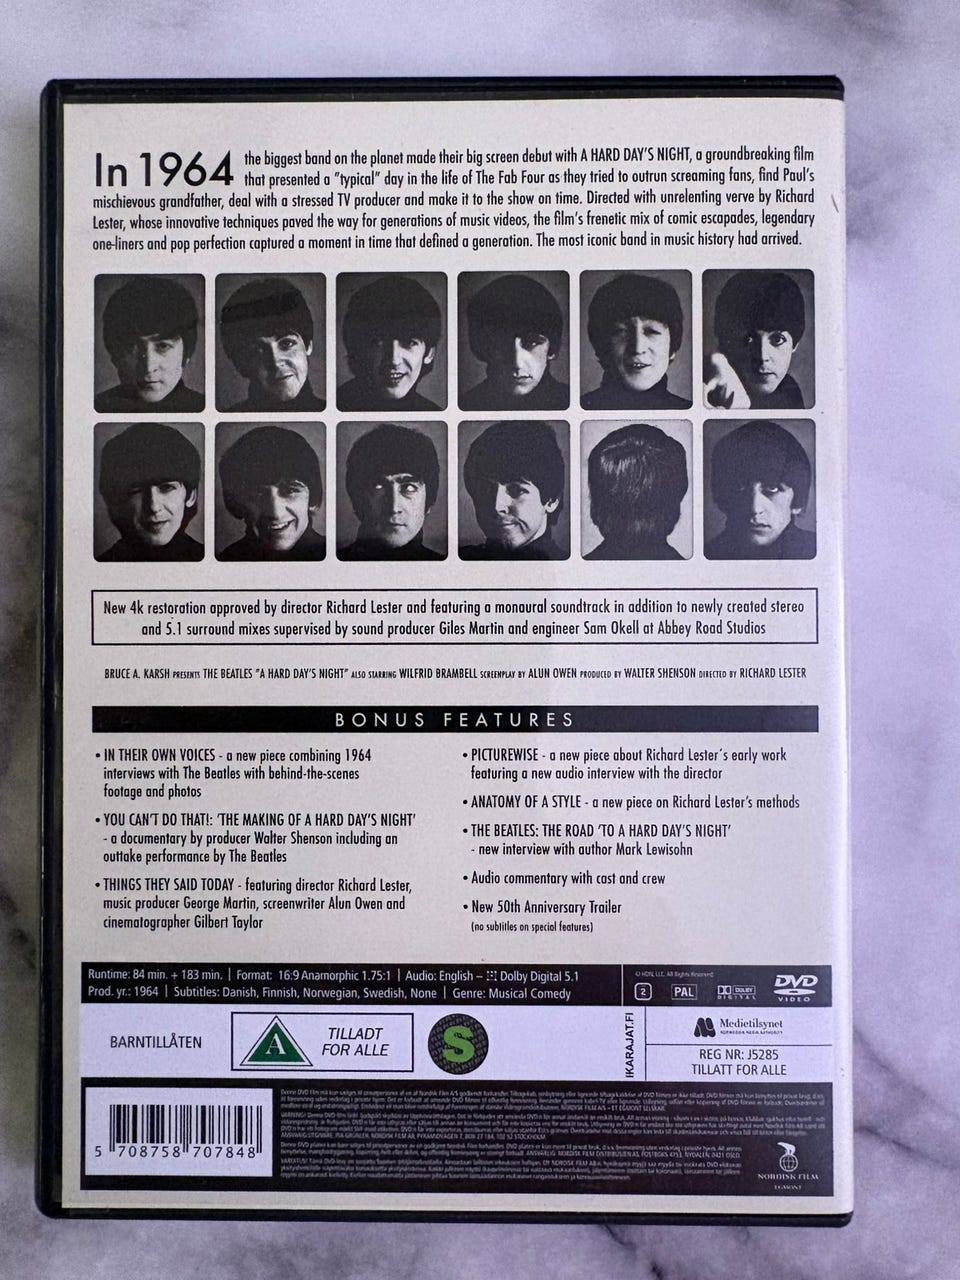 In 1964 the biggest band on the planet made their big screen debut with A HARD DAY'S NIGHT, a groundbreaking film
that presented a "typical" day in the life of The Fab Four as they tried to outrun screaming fans, find Paul's
mischievous grandfather, deal with a stressed TV producer and make it to the show on time. Directed with unrelenting verve by Richard
Lester, whose innovative techniques paved the way for generations of music videos, the film's frenetic mix of comic escapades, legendary
one-liners and pop perfection captured a moment in time that defined a generation. The most iconic band in music history had arrived.
New 4k restoration approved by director Richard Lester and featuring a monaural soundtrack in addition to newly created stereo
and 5.1 surround mixes supervised by sound producer Giles Martin and engineer Sam Okell at Abbey Road Studios
BRUCE A. KARSH PRESENTS THE BEATLES "A HARD DAY'S NIGHT" ALSO STARRING WILFRID BRAMBELL SCREENPLAY BY ALUN OWEN PRODUCED BY WALTER SHENSON DIRECTED BY RICHARD LESTER
BONUS FEATURES
• IN THEIR OWN VOICES - a new piece combining 1964
interviews with The Beatles with behind-the-scenes
footage and photos
• YOU CAN'T DO THAT!: 'THE MAKING OF A HARD DAY'S NIGHT'
- a documentary by producer Walter Shenson including an
outtake performance by The Beatles
• THINGS THEY SAID TODAY - featuring director Richard Lester,
music producer George Martin, screenwriter Alun Owen and
cinematographer Gilbert Taylor
• PICTUREWISE - a new piece about Richard Lester´s early work
featuring a new audio interview with the director
• ANATOMY OF A STYLE - a new piece on Richard Lester's methods
• THE BEATLES: THE ROAD 'TO A HARD DAY'S NIGHT'
- new interview with author Mark Lewisohn
• Audio commentary with cast and crew
• New 50th Anniversary Trailer
(no subtitles on special features)
Runtime: 84 min. + 183 min. | Format: 16:9 Anamorphic 1.75:1 | Audio: English – Dolby Digital 5.1
Prod. yr.: 1964 | Subtitles: Danish, Finnish, Norwegian, Swedish, None | Genre: Musical Comedy
All Rights Reserved
2 PAL DOLBY DIGITAL DVD VIDEO
BARNTILLÅTEN
A TILLADT
FOR ALLE
S
IKARAJAT.FI
Medietilsynet
NORWEGIAN MEDIA AUTHORITY
REG NR: J5285
TILLATT FOR ALLE
5 708758 707848
NORDISK FILM
EGMONT